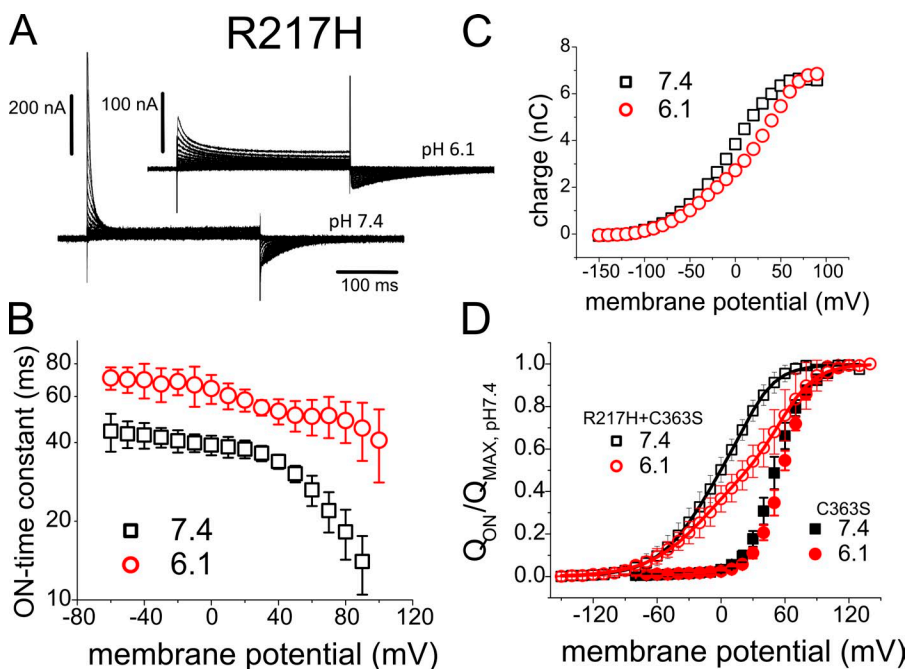 A
R217H
200 nA
100 nA
pH 6.1
pH 7.4
100 ms
B
ON-time constant (ms)
80
60
40
20
10
7.4
6.1
-80 -40 0 40 80
membrane potential (mV)
C
charge (nC)
8
6
4
2
0
7.4
6.1
-150 -100 -50 0 50 100
membrane potential (mV)
D
Q_ON/Q_MAX, pH7.4
1.0
0.8
0.6
0.4
0.2
0.0
R217H+C363S
7.4
6.1
C363S
7.4
6.1
-120 -60 0 60 120
membrane potential (mV)